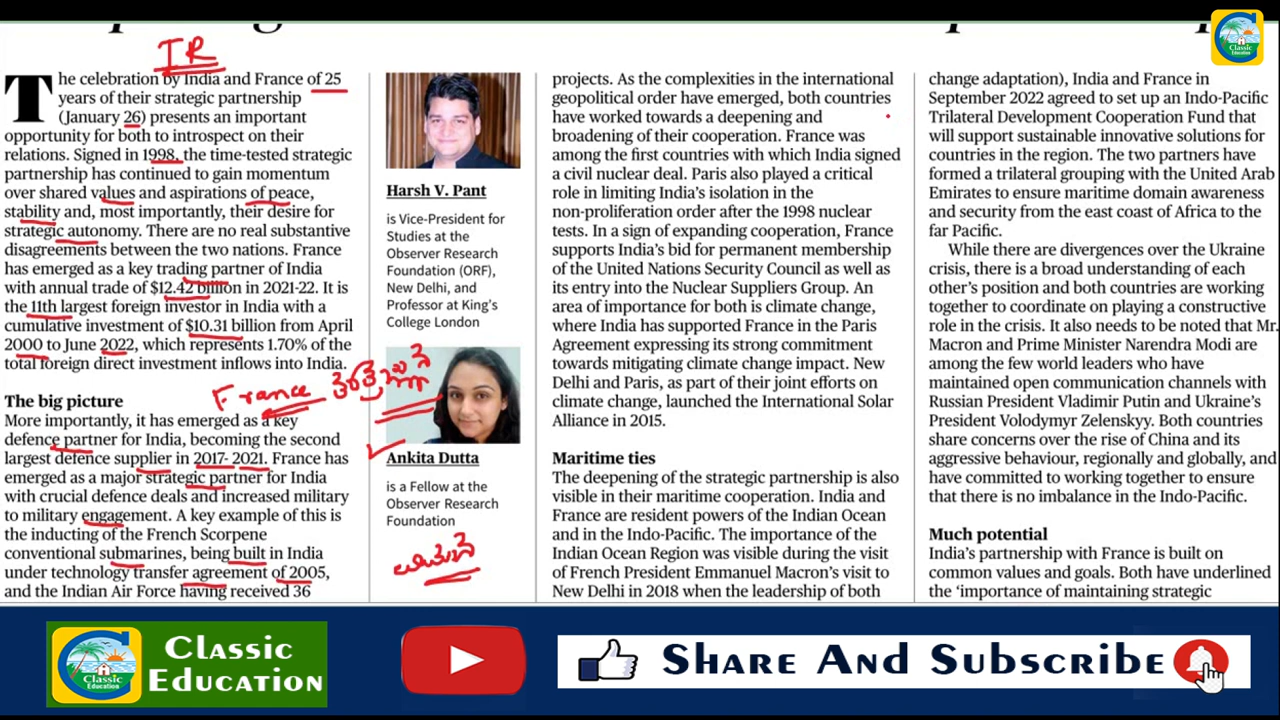 IR
The celebration by India and France of 25
years of their strategic partnership
(January 26) presents an important
opportunity for both to introspect on their
relations. Signed in 1998, the time-tested strategic
partnership has continued to gain momentum
over shared values and aspirations of peace,
stability and, most importantly, their desire for
strategic autonomy. There are no real substantive
disagreements between the two nations. France
has emerged as a key trading partner of India
with annual trade of $12.42 billion in 2021-22. It is
the 11th largest foreign investor in India with a
cumulative investment of $10.31 billion from April
2000 to June 2022, which represents 1.70% of the
total foreign direct investment inflows into India.
France
The big picture
More importantly, it has emerged as a key
defence partner for India, becoming the second
largest defence supplier in 2017- 2021. France has
emerged as a major strategic partner for India
with crucial defence deals and increased military
to military engagement. A key example of this is
the inducting of the French Scorpene
conventional submarines, being built in India
under technology transfer agreement of 2005,
and the Indian Air Force having received 36
Harsh V. Pant
is Vice-President for
Studies at the
Observer Research
Foundation (ORF),
New Delhi, and
Professor at King's
College London
Ankita Dutta
is a Fellow at the
Observer Research
Foundation
projects. As the complexities in the international
geopolitical order have emerged, both countries
have worked towards a deepening and
broadening of their cooperation. France was
among the first countries with which India signed
a civil nuclear deal. Paris also played a critical
role in limiting India's isolation in the
non-proliferation order after the 1998 nuclear
tests. In a sign of expanding cooperation, France
supports India's bid for permanent membership
of the United Nations Security Council as well as
its entry into the Nuclear Suppliers Group. An
area of importance for both is climate change,
where India has supported France in the Paris
Agreement expressing its strong commitment
towards mitigating climate change impact. New
Delhi and Paris, as part of their joint efforts on
climate change, launched the International Solar
Alliance in 2015.
Maritime ties
The deepening of the strategic partnership is also
visible in their maritime cooperation. India and
France are resident powers of the Indian Ocean
and in the Indo-Pacific. The importance of the
Indian Ocean Region was visible during the visit
of French President Emmanuel Macron's visit to
New Delhi in 2018 when the leadership of both
change adaptation), India and France in
September 2022 agreed to set up an Indo-Pacific
Trilateral Development Cooperation Fund that
will support sustainable innovative solutions for
countries in the region. The two partners have
formed a trilateral grouping with the United Arab
Emirates to ensure maritime domain awareness
and security from the east coast of Africa to the
far Pacific.
While there are divergences over the Ukraine
crisis, there is a broad understanding of each
other's position and both countries are working
together to coordinate on playing a constructive
role in the crisis. It also needs to be noted that Mr.
Macron and Prime Minister Narendra Modi are
among the few world leaders who have
maintained open communication channels with
Russian President Vladimir Putin and Ukraine's
President Volodymyr Zelenskyy. Both countries
share concerns over the rise of China and its
aggressive behaviour, regionally and globally, and
have committed to working together to ensure
that there is no imbalance in the Indo-Pacific.
Much potential
India's partnership with France is built on
common values and goals. Both have underlined
the 'importance of maintaining strategic
Classic
Education
Classic
Education
Classic
Education
Share And Subscribe